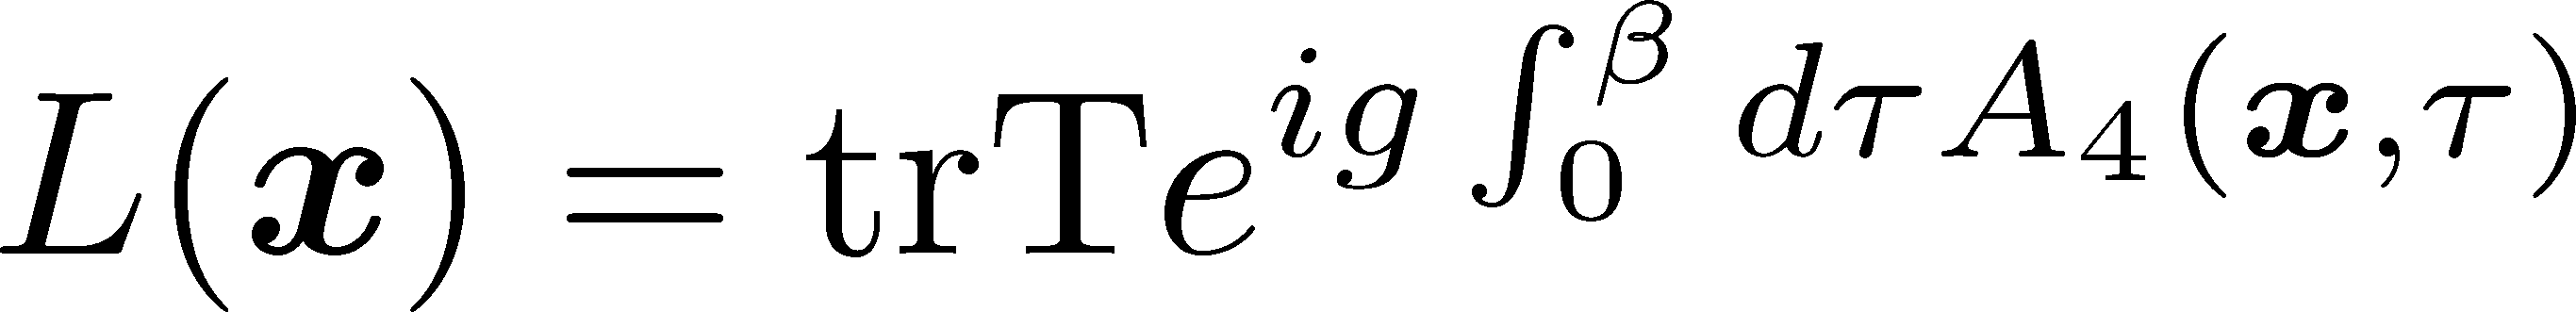 L(𝒙) = trTe^{ig ∫_0^β dτ A_4(𝒙,τ)}